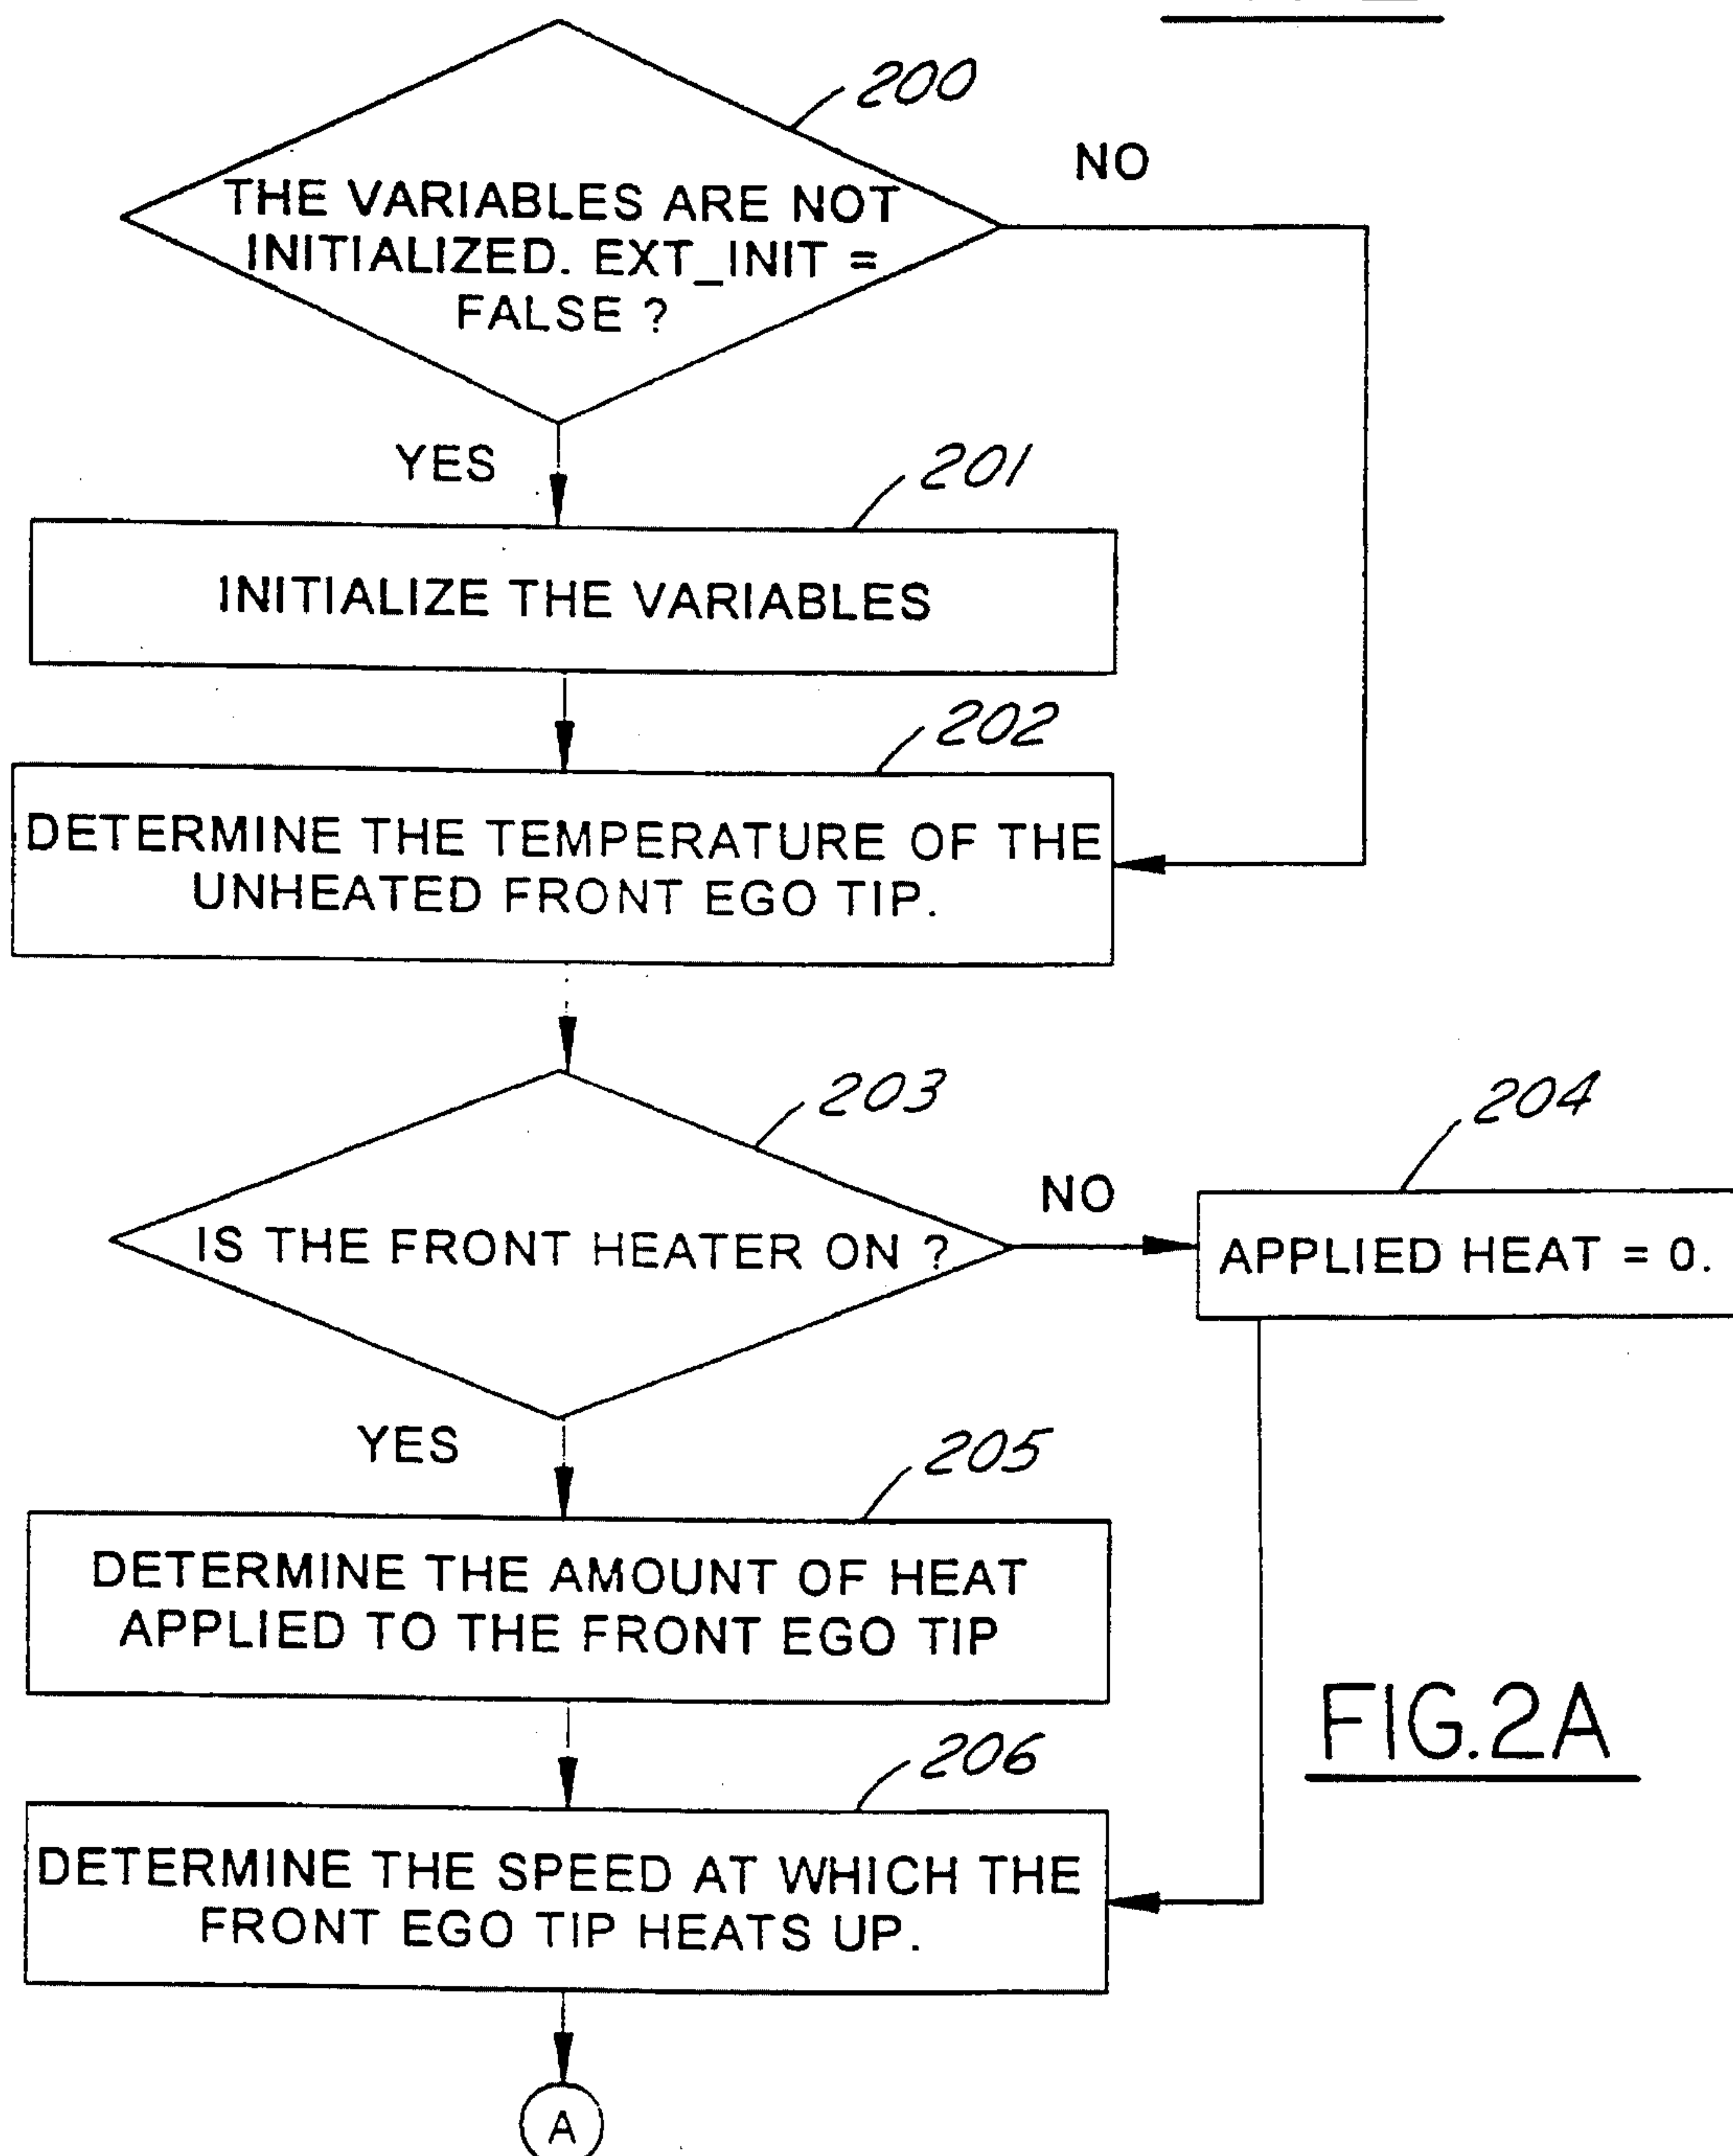 200
NO
THE VARIABLES ARE NOT
INITIALIZED. EXT_INIT =
FALSE ?
YES
201
INITIALIZE THE VARIABLES
202
DETERMINE THE TEMPERATURE OF THE
UNHEATED FRONT EGO TIP.
203
204
NO
IS THE FRONT HEATER ON ?
APPLIED HEAT = 0.
YES
205
DETERMINE THE AMOUNT OF HEAT
APPLIED TO THE FRONT EGO TIP
FIG.2A
206
DETERMINE THE SPEED AT WHICH THE
FRONT EGO TIP HEATS UP.
A